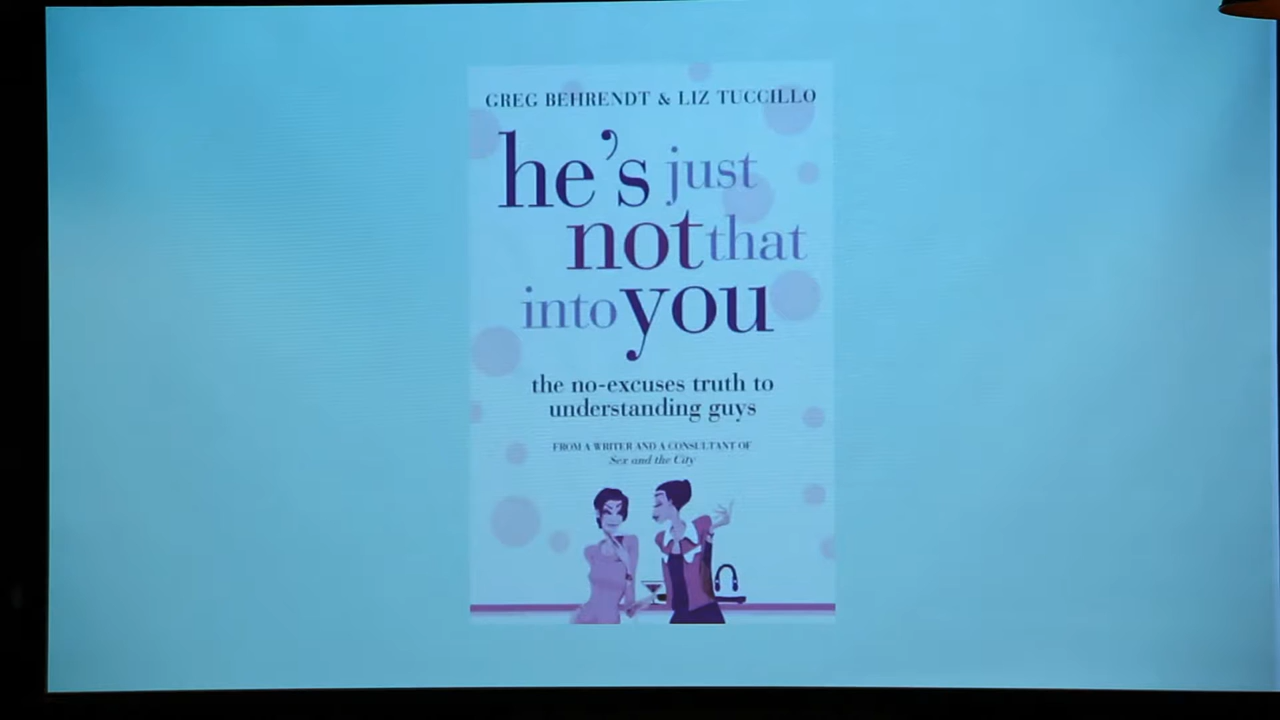 GREG BEHRENDT & LIZ TUCCILLO
he's just
not that
into you
the no-excuses truth to
understanding guys
FROM A WRITER AND A CONSULTANT OF
Sex and the City